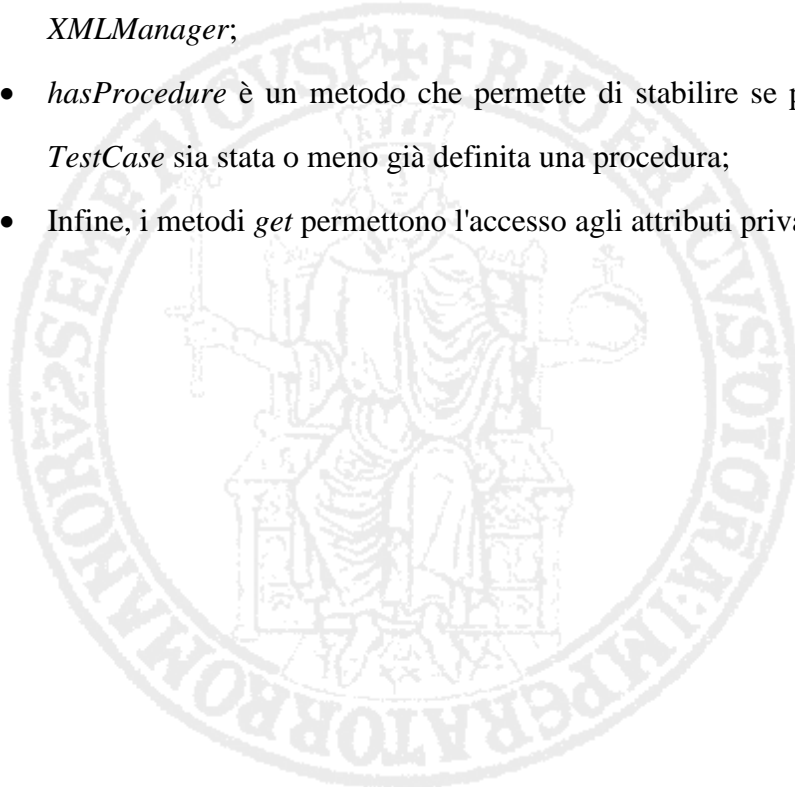 XMLManager;
• hasProcedure è un metodo che permette di stabilire se
TestCase sia stata o meno già definita una procedura;
• Infine, i metodi get permettono l'accesso agli attributi